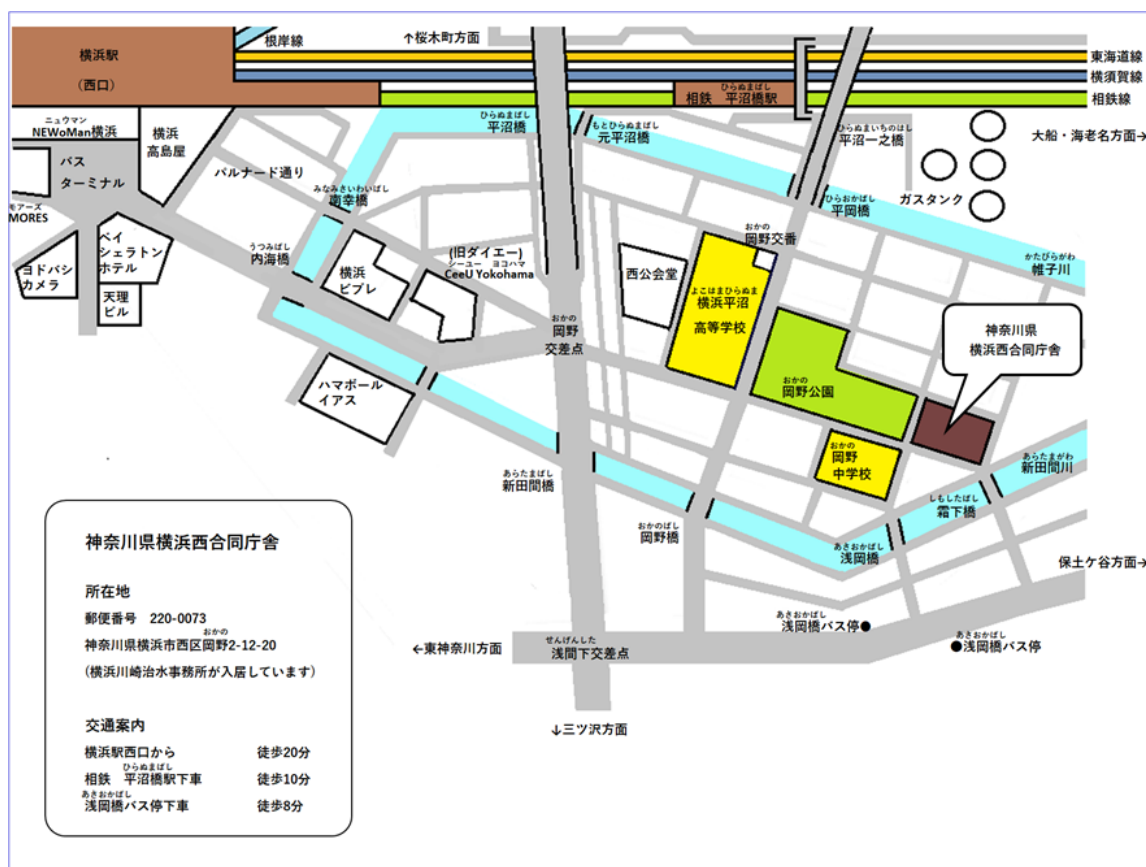 横浜駅
(西口)
根岸線
↑桜木町方面
東海道線
横須賀線
相鉄線
ひらぬまばし
相鉄 平沼橋駅
大船・海老名方面→
ニュウマン
NEWoMan横浜
横浜
高島屋
バス
ターミナル
モアーズ
MORES
ヨドバシ
カメラ
ベイ
シェラトン
ホテル
天理
ビル
パルナード通り
みなみさいわいばし
南幸橋
うつみばし
内海橋
ひらぬまばし
平沼橋
もとひらぬまばし
元平沼橋
ひらぬまいちのはし
平沼一之橋
ガスタンク
ひらおかばし
平岡橋
おかの
岡野交番
かたびらがわ
帷子川
横浜
ビブレ
(旧ダイエー)
シーユー ヨコハマ
CeeU Yokohama
西公会堂
よこはまひらぬま
横浜平沼
高等学校
おかの
岡野
交差点
神奈川県
横浜西合同庁舎
おかの
岡野公園
おかの
岡野
中学校
ハマボール
イアス
あらたまばし
新田間橋
おかのばし
岡野橋
あさおかばし
浅岡橋
しもしたばし
霜下橋
あらたまがわ
新田間川
保土ケ谷方面→
あさおかばし
浅岡橋バス停●
あさおかばし
●浅岡橋バス停
←東神奈川方面
せんげんした
浅間下交差点
↓三ツ沢方面
神奈川県横浜西合同庁舎
所在地
郵便番号 220-0073
おかの
神奈川県横浜市西区岡野2-12-20
(横浜川崎治水事務所が入居しています)
交通案内
横浜駅西口から 徒歩20分
ひらぬまばし
相鉄 平沼橋駅下車 徒歩10分
あさおかばし
浅岡橋バス停下車 徒歩8分